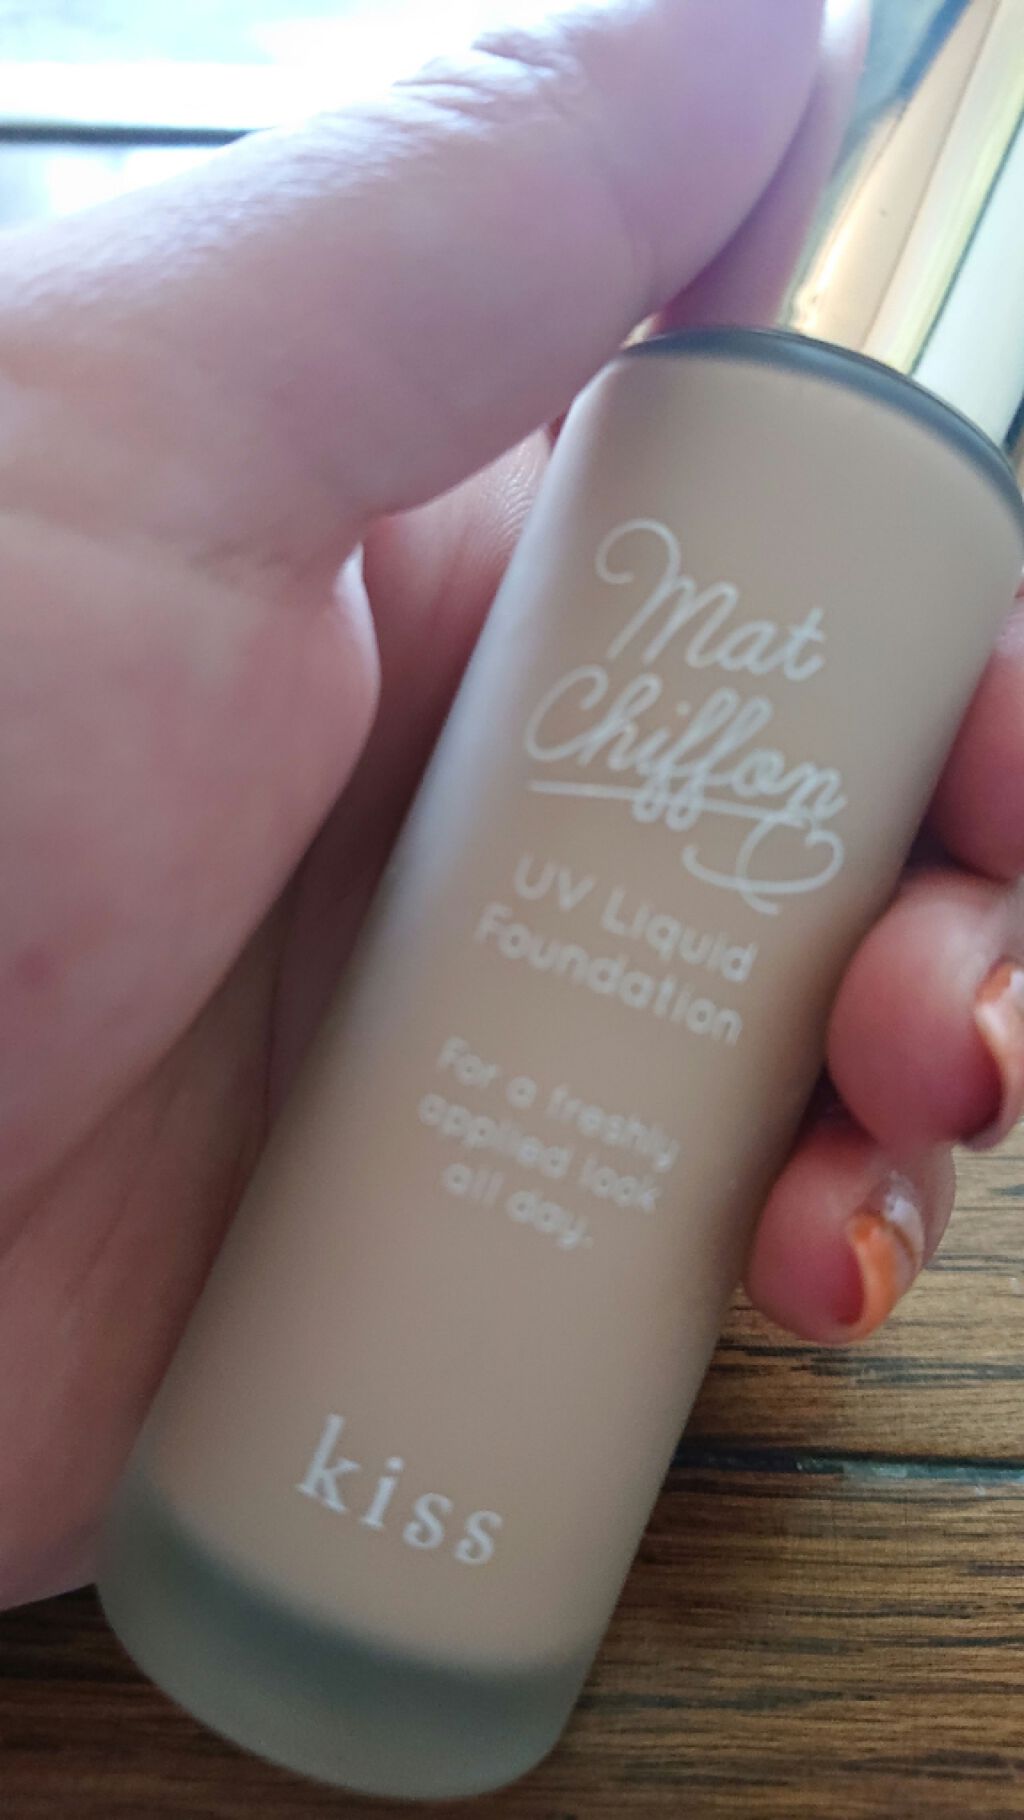 Mat
Chiffon
UV Liquid
Foundation
For a freshly
applied look
all day.
kiss